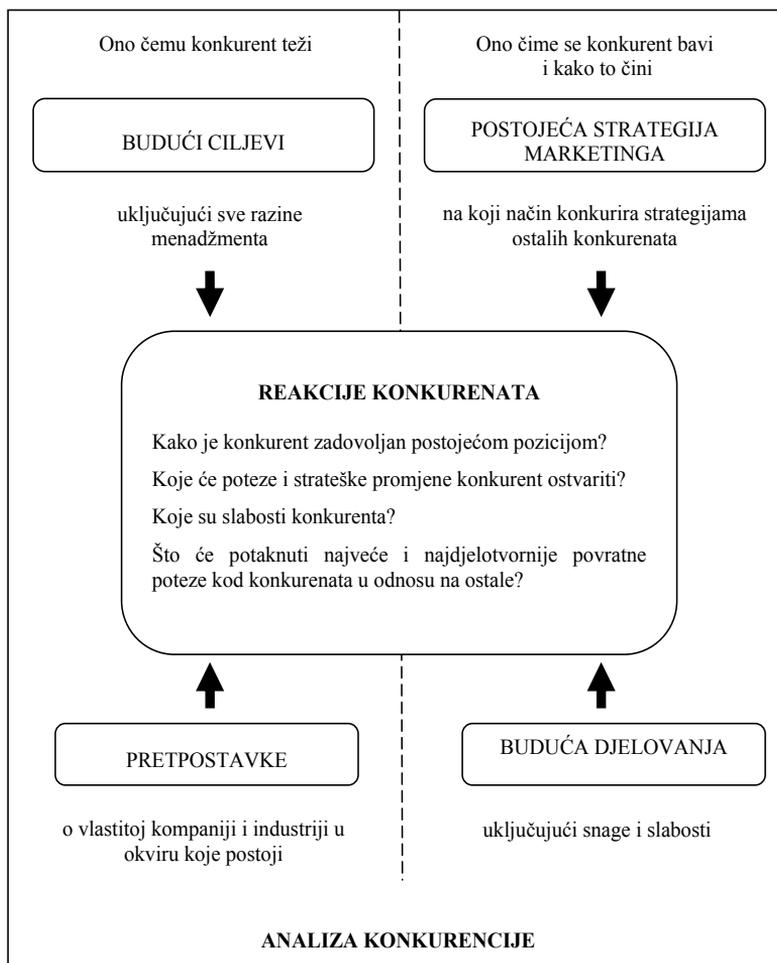 Ono čemu konkurent teži
BUDUĆI CILJEVI
uključujući sve razine
menadžmenta
Ono čime se konkurent bavi
i kako to čini
POSTOJEĆA STRATEGIJA
MARKETINGA
na koji način konkurira strategijama
ostalih konkurenata
REAKCIJE KONKURENATA
Kako je konkurent zadovoljan postojećom pozicijom?
Koje će poteze i strateške promjene konkurent ostvariti?
Koje su slabosti konkurenta?
Što će potaknuti najveće i najdjelotvornije povratne
poteze kod konkurenata u odnosu na ostale?
PRETPOSTAVKE
o vlastitoj kompaniji i industriji u
okviru koje postoji
BUDUĆA DJELOVANJA
uključujući snage i slabosti
ANALIZA KONKURENCIJE